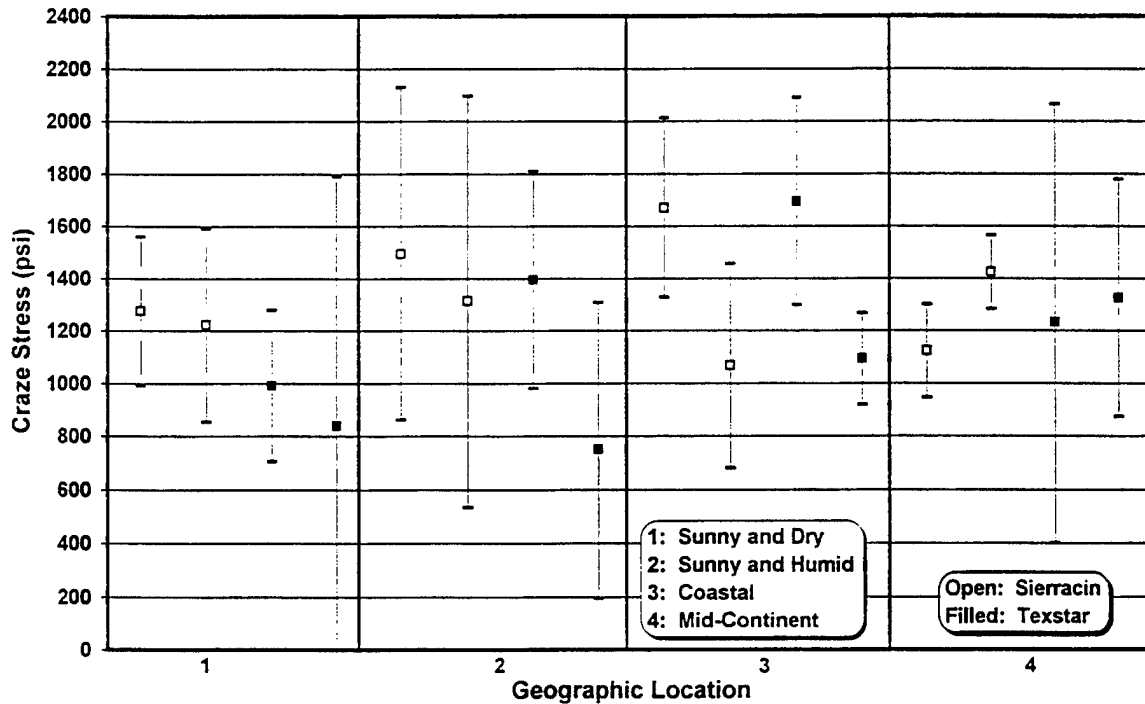 2400
2200
2000
1800
1600
1400
1200
1000
800
600
400
200
0
Craze Stress (psi)
1: Sunny and Dry
2: Sunny and Humid
3: Coastal
4: Mid-Continent
Open: Sierracin
Filled: Texstar
1 2 3 4
Geographic Location